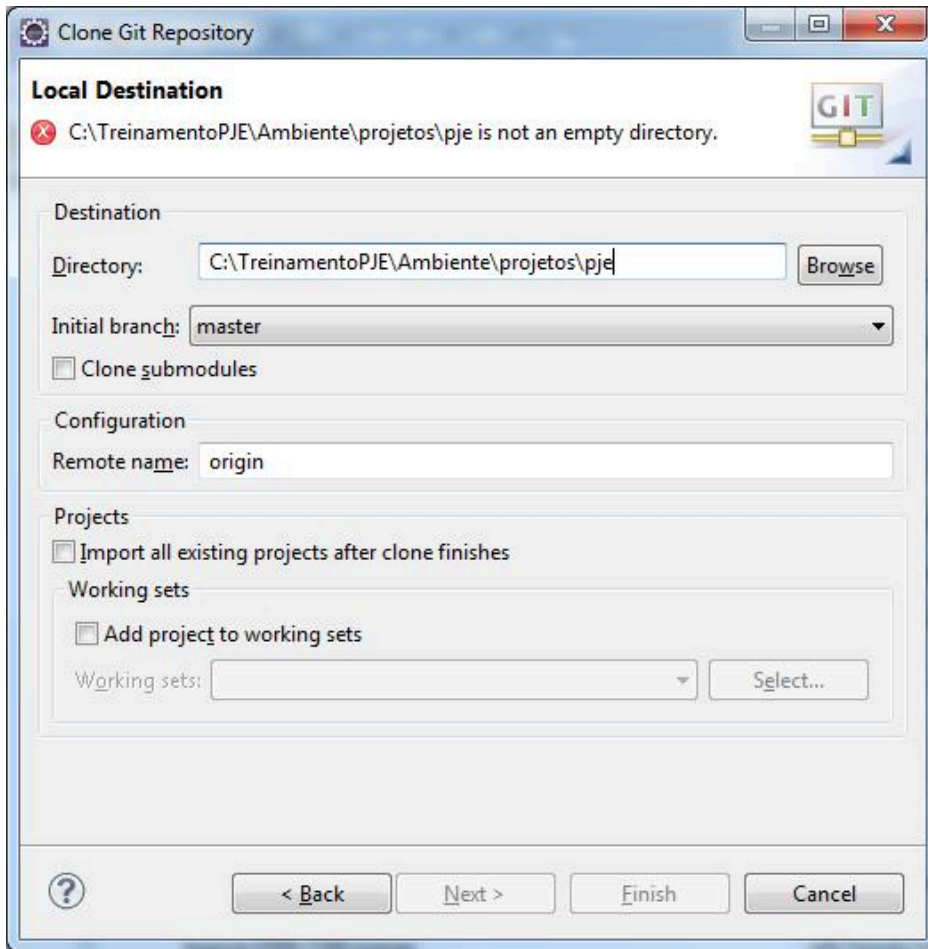 Clone Git Repository
Local Destination
C:\TreinamentoPJE\Ambiente\projetos\pje is not an empty directory.
GIT
Destination
Directory: C:\TreinamentoPJE\Ambiente\projetos\pje Browse
Initial branch: master
Clone submodules
Configuration
Remote name: origin
Projects
Import all existing projects after clone finishes
Working sets
Add project to working sets
Working sets: Select...
? < Back Next > Finish Cancel